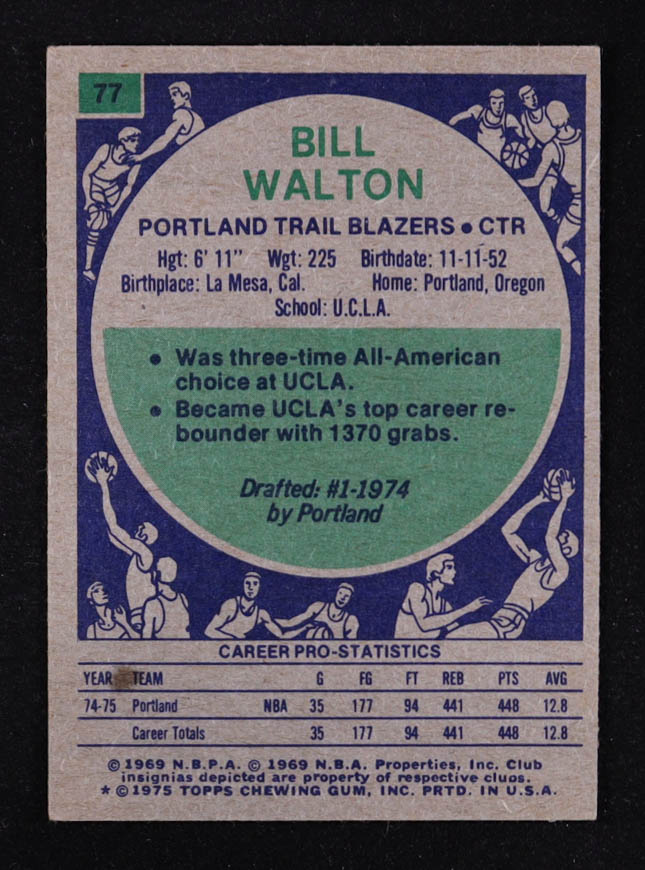 77
BILL
WALTON
PORTLAND TRAIL BLAZERS • CTR
Hgt: 6' 11" Wgt: 225 Birthdate: 11-11-52
Birthplace: La Mesa, Cal. Home: Portland, Oregon
School: U.C.L.A.
• Was three-time All-American
choice at UCLA.
• Became UCLA's top career re-
bounder with 1370 grabs.
Drafted: #1-1974
by Portland
CAREER PRO-STATISTICS
YEAR TEAM G FG FT REB PTS AVG
74-75 Portland NBA 35 177 94 441 448 12.8
Career Totals 35 177 94 441 448 12.8
© 1969 N.B.P.A. © 1969 N.B.A. Properties, Inc. Club
insignias depicted are property of respective clubs.
* © 1975 TOPPS CHEWING GUM, INC. PRTD. IN U.S.A.